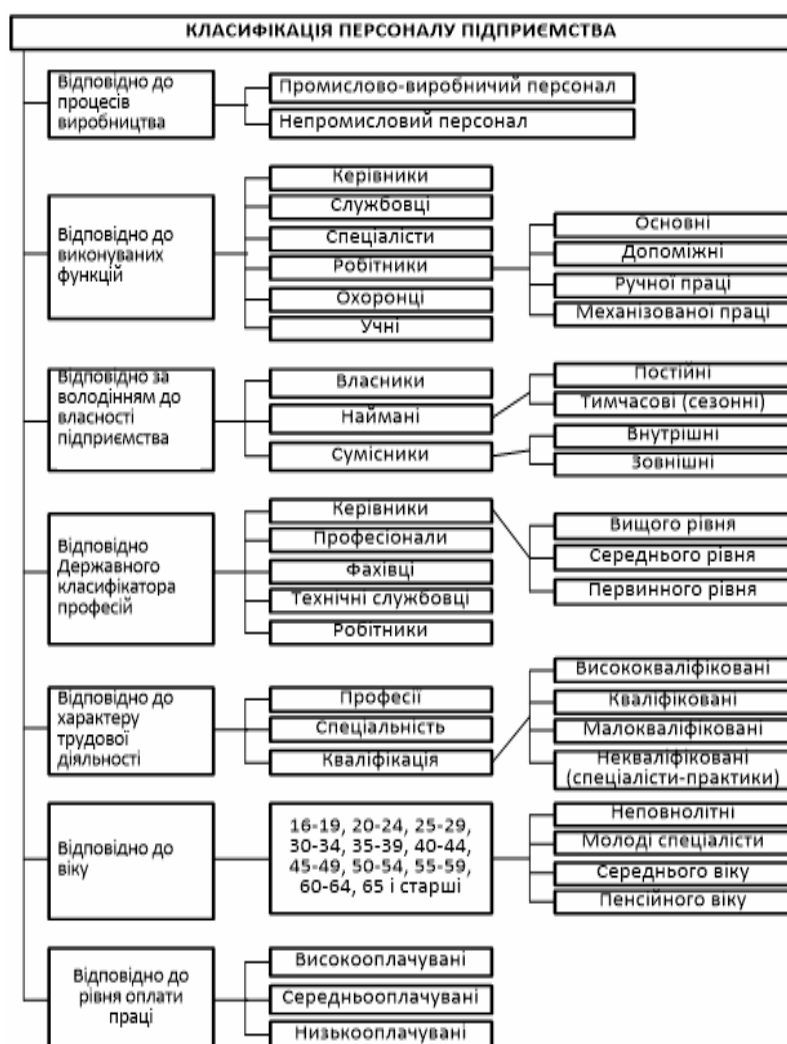 КЛАСИФІКАЦІЯ ПЕРСОНАЛУ ПІДПРИЄМСТВА
Відповідно до
процесів
виробництва
Промислово-виробничий персонал
Непромисловий персонал
Відповідно до
виконуваних
функцій
Керівники
Службовці
Спеціалісти
Робітники
Охоронці
Учні
Основні
Допоміжні
Ручної праці
Механізованої праці
Відповідно за
володінням до
власності
підприємства
Власники
Наймані
Сумісники
Постійні
Тимчасові (сезонні)
Внутрішні
Зовнішні
Відповідно
Державного
класифікатора
професій
Керівники
Професіонали
Фахівці
Технічні службовці
Робітники
Вищого рівня
Середнього рівня
Первинного рівня
Відповідно до
характеру
трудової
діяльності
Професії
Спеціальність
Кваліфікація
Висококваліфіковані
Кваліфіковані
Малокваліфіковані
Некваліфіковані
(спеціалісти-практики)
Відповідно до
віку
16-19, 20-24, 25-29,
30-34, 35-39, 40-44,
45-49, 50-54, 55-59,
60-64, 65 і старші
Неповнолітні
Молоді спеціалісти
Середнього віку
Пенсійного віку
Відповідно до
рівня оплати
праці
Високооплачувані
Середньооплачувані
Низькооплачувані